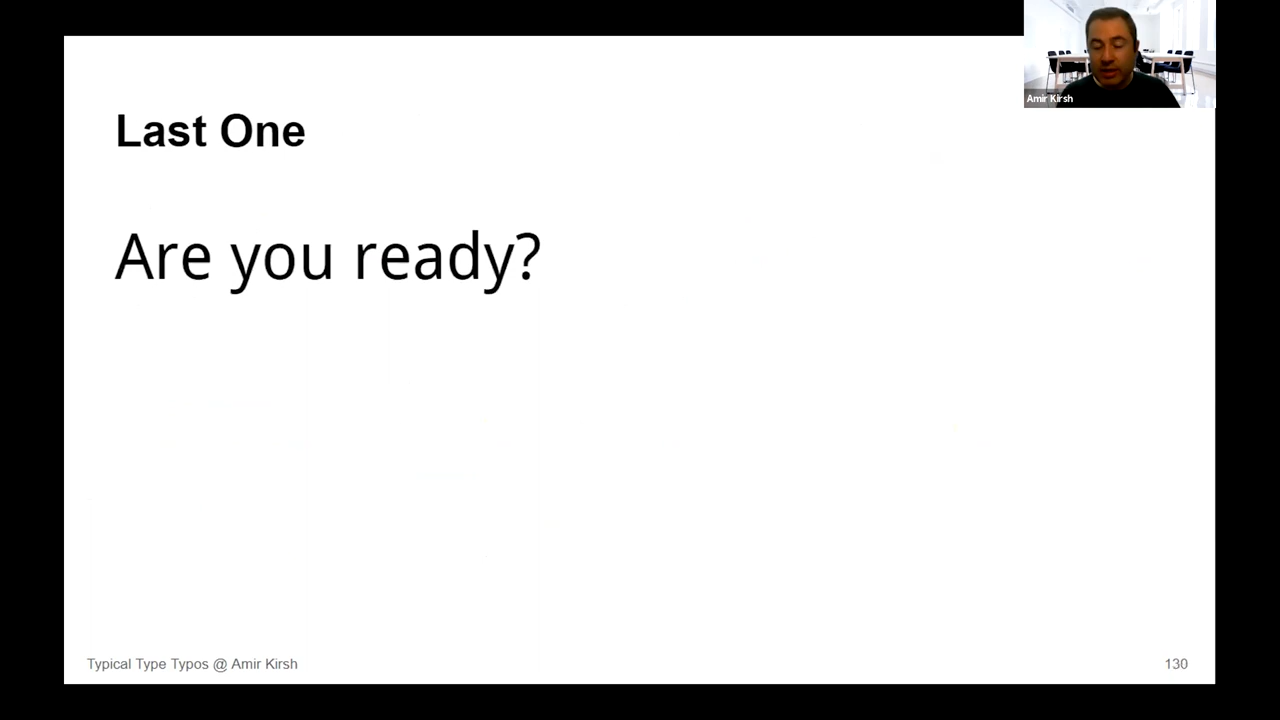 Amir Kirsh
Last One
Are you ready?
Typical Type Typos @ Amir Kirsh
130